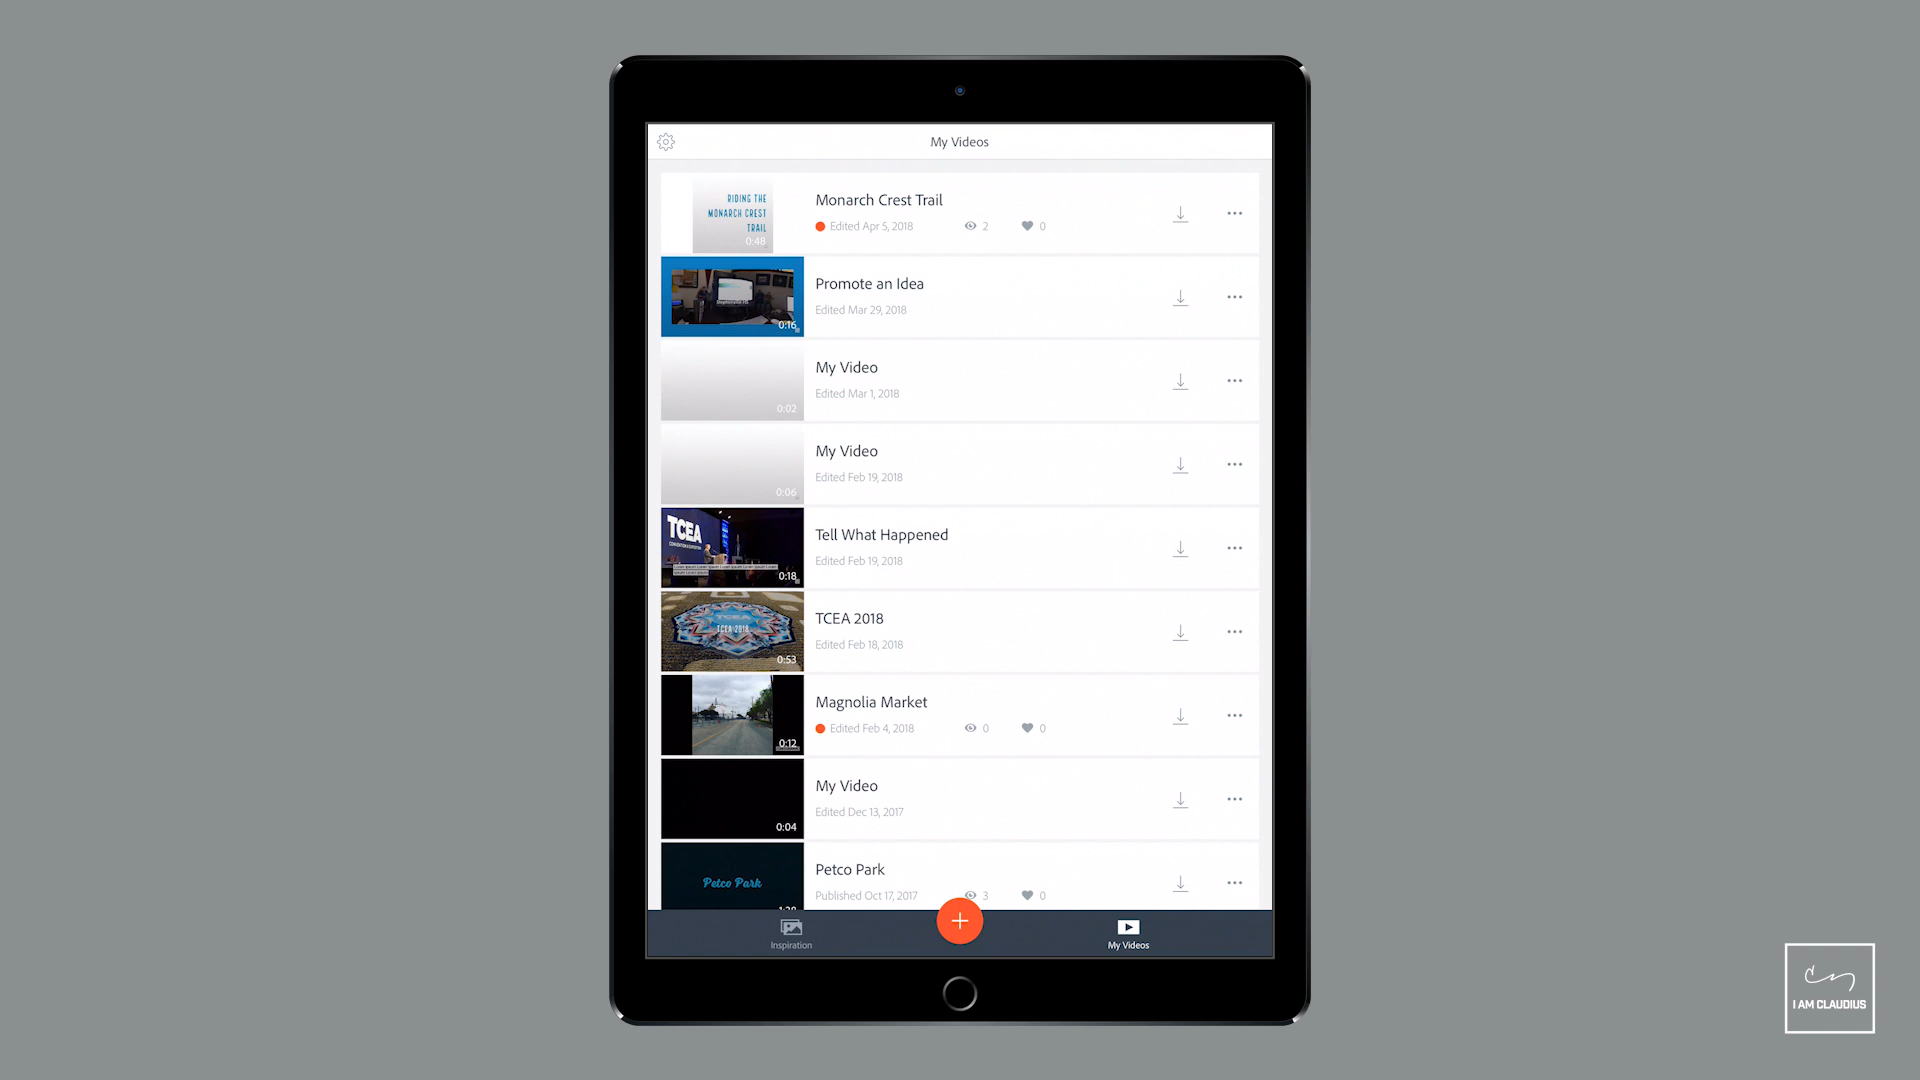 My Videos
RIDING THE
MONARCH CREST
TRAIL
0:48
Monarch Crest Trail
Edited Apr 5, 2018
2
0
0:16
Promote an Idea
Edited Mar 29, 2018
0:02
My Video
Edited Mar 1, 2018
0:06
My Video
Edited Feb 19, 2018
TCEA
0:18
Tell What Happened
Edited Feb 19, 2018
TCEA 2018
0:53
TCEA 2018
Edited Feb 18, 2018
0:12
Magnolia Market
Edited Feb 4, 2018
0
0
0:04
My Video
Edited Dec 13, 2017
Petco Park
Petco Park
Published Oct 17, 2017
3
0
Inspiration
My Videos
I AM CLAUDIUS